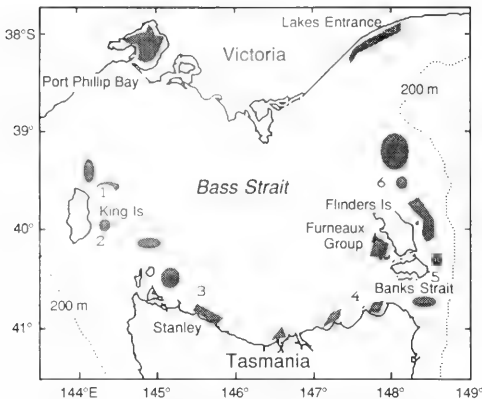 38°S
39°
40°
41°
Lakes Entrance
Victoria
Port Phillip Bay
200 m
Bass Strait
6
1
King Is
2
Flinders Is
Furneaux
Group
5
Banks Strait
3
4
200 m
Stanley
Tasmania
144°E
145°
146°
147°
148°
149°